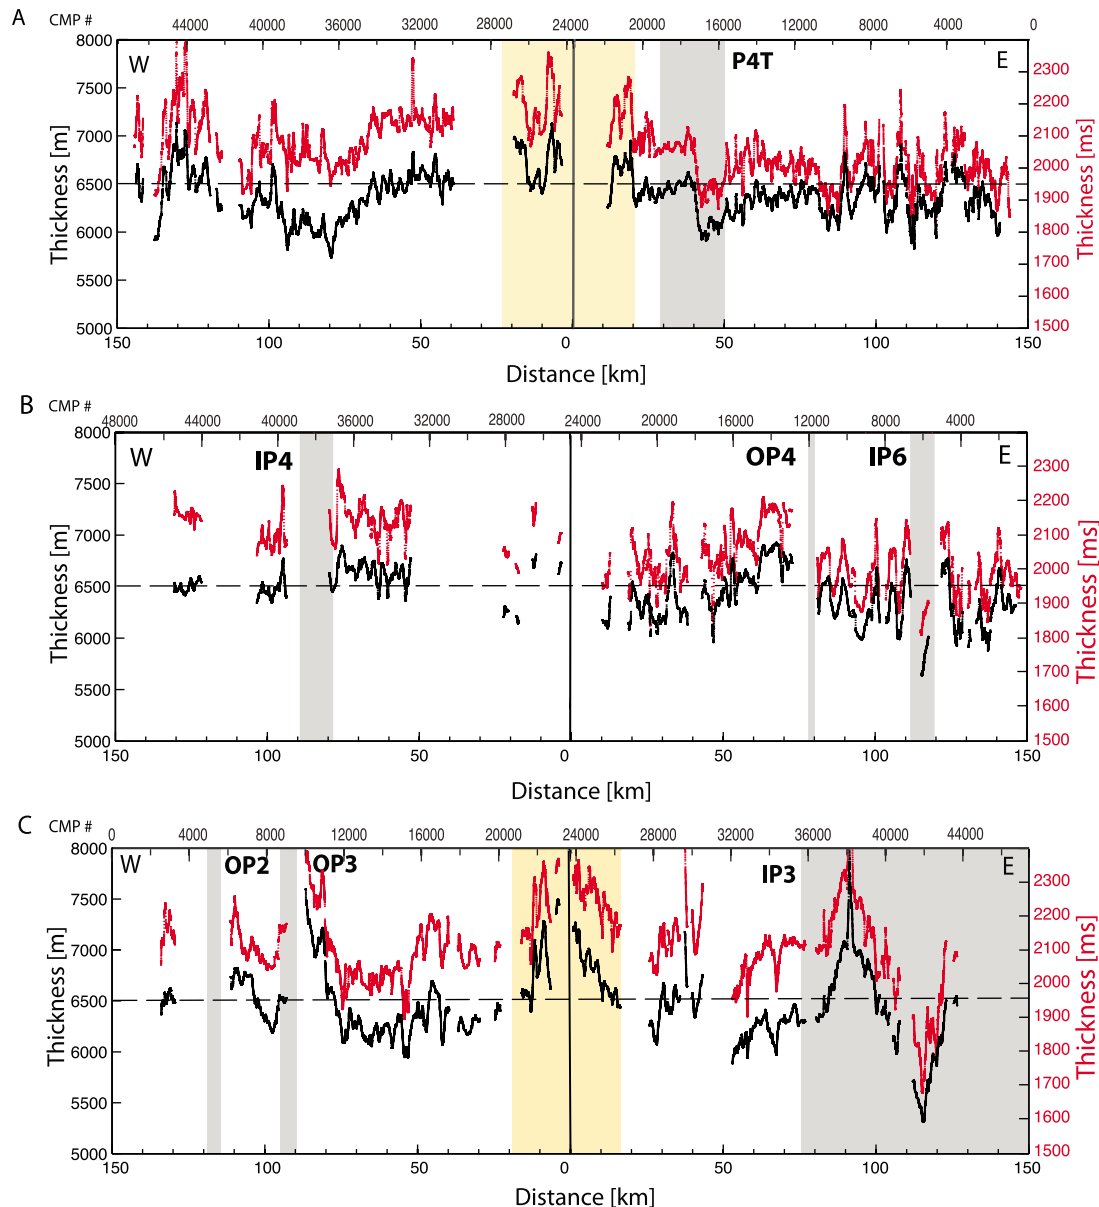 A
CMP #
44000 40000 36000 32000 28000 24000 20000 16000 12000 8000 4000 0
8000
7500
7000
6500
6000
5500
5000
Thickness [m]
W
P4T
E
2300
2200
2100
2000
1900
1800
1700
1600
1500
Thickness [ms]
150 100 50 0 50 100 150
Distance [km]
B
CMP #
48000 44000 40000 36000 32000 28000 24000 20000 16000 12000 8000 4000
8000
7500
7000
6500
6000
5500
5000
Thickness [m]
W
IP4
OP4
IP6
E
2300
2200
2100
2000
1900
1800
1700
1600
1500
Thickness [ms]
150 100 50 0 50 100 150
Distance [km]
C
CMP #
0 4000 8000 12000 16000 20000 24000 28000 32000 36000 40000 44000
8000
7500
7000
6500
6000
5500
5000
Thickness [m]
W
OP2
OP3
IP3
E
2300
2200
2100
2000
1900
1800
1700
1600
1500
Thickness [ms]
150 100 50 0 50 100 150
Distance [km]